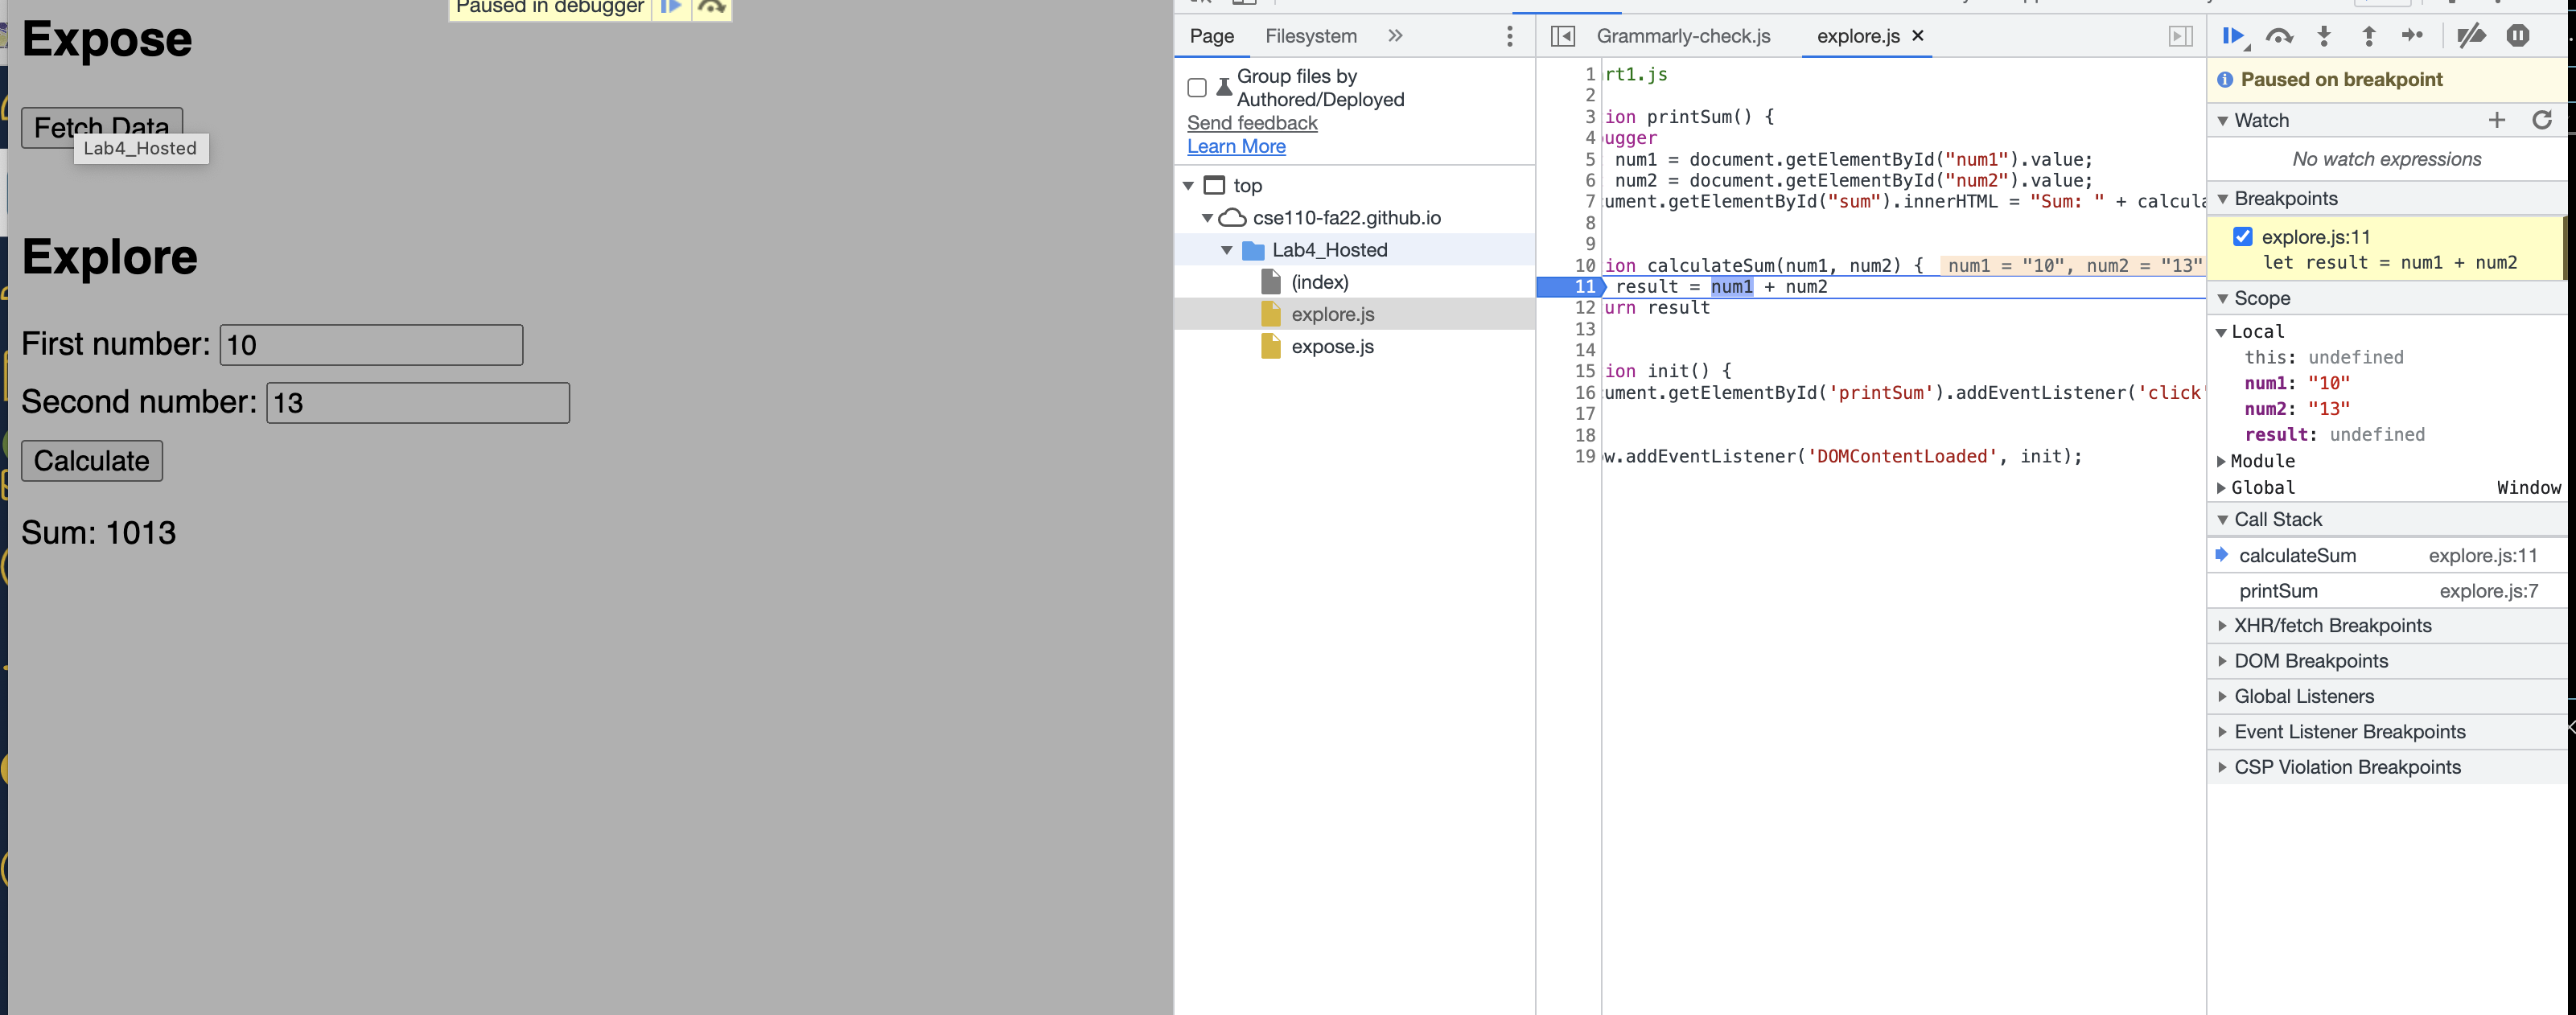 Paused in debugger
Expose
Fetch Data
Lab4_Hosted
Explore
First number: 10
Second number: 13
Calculate
Sum: 1013
Page
Filesystem
Group files by
Authored/Deployed
Send feedback
Learn More
top
cse110-fa22.github.io
Lab4_Hosted
(index)
explore.js
expose.js
Grammarly-check.js
explore.js ×
1 rt1.js
2
3 ion printSum() {
4 ugger
5 num1 = document.getElementById("num1").value;
6 num2 = document.getElementById("num2").value;
7 ument.getElementById("sum").innerHTML = "Sum: " + calcula
8
9
10 ion calculateSum(num1, num2) { num1 = "10", num2 = "13"
11 result = num1 + num2
12 urn result
13
14
15 ion init() {
16 ument.getElementById('printSum').addEventListener('click'
17
18
19 w.addEventListener('DOMContentLoaded', init);
Paused on breakpoint
Watch
No watch expressions
Breakpoints
explore.js:11
let result = num1 + num2
Scope
Local
this: undefined
num1: "10"
num2: "13"
result: undefined
Module
Global Window
Call Stack
calculateSum explore.js:11
printSum explore.js:7
XHR/fetch Breakpoints
DOM Breakpoints
Global Listeners
Event Listener Breakpoints
CSP Violation Breakpoints